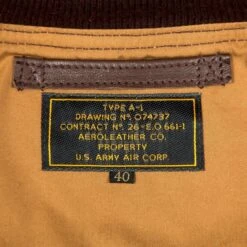 TYPE A-1
DRAWING Nº. 074737
CONTRACT Nº. 26-E.O 661-1
AEROLEATHER CO.
PROPERTY
U.S. ARMY AIR CORP.
40